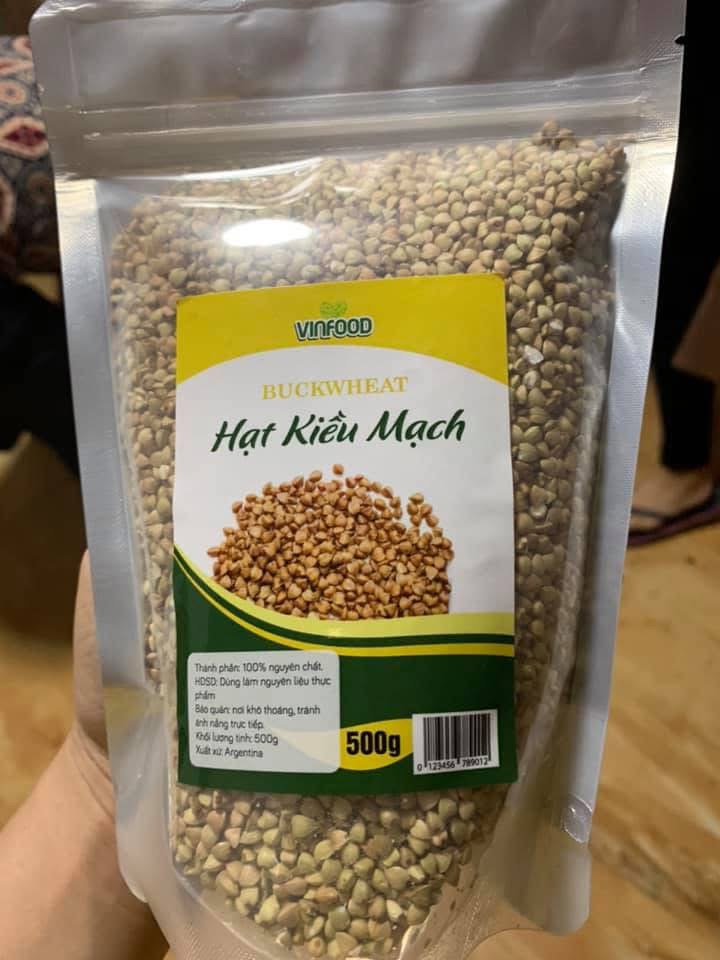 VINFOOD
BUCKWHEAT
Hạt Kiều Mạch
Thành phần: 100% nguyên chất.
HDSD: Dùng làm nguyên liệu thực
phẩm
Bảo quản: nơi khô thoáng, tránh
ánh nắng trực tiếp.
Khối lượng tịnh: 500g
Xuất xứ: Argentina
500g
0 123456 789012